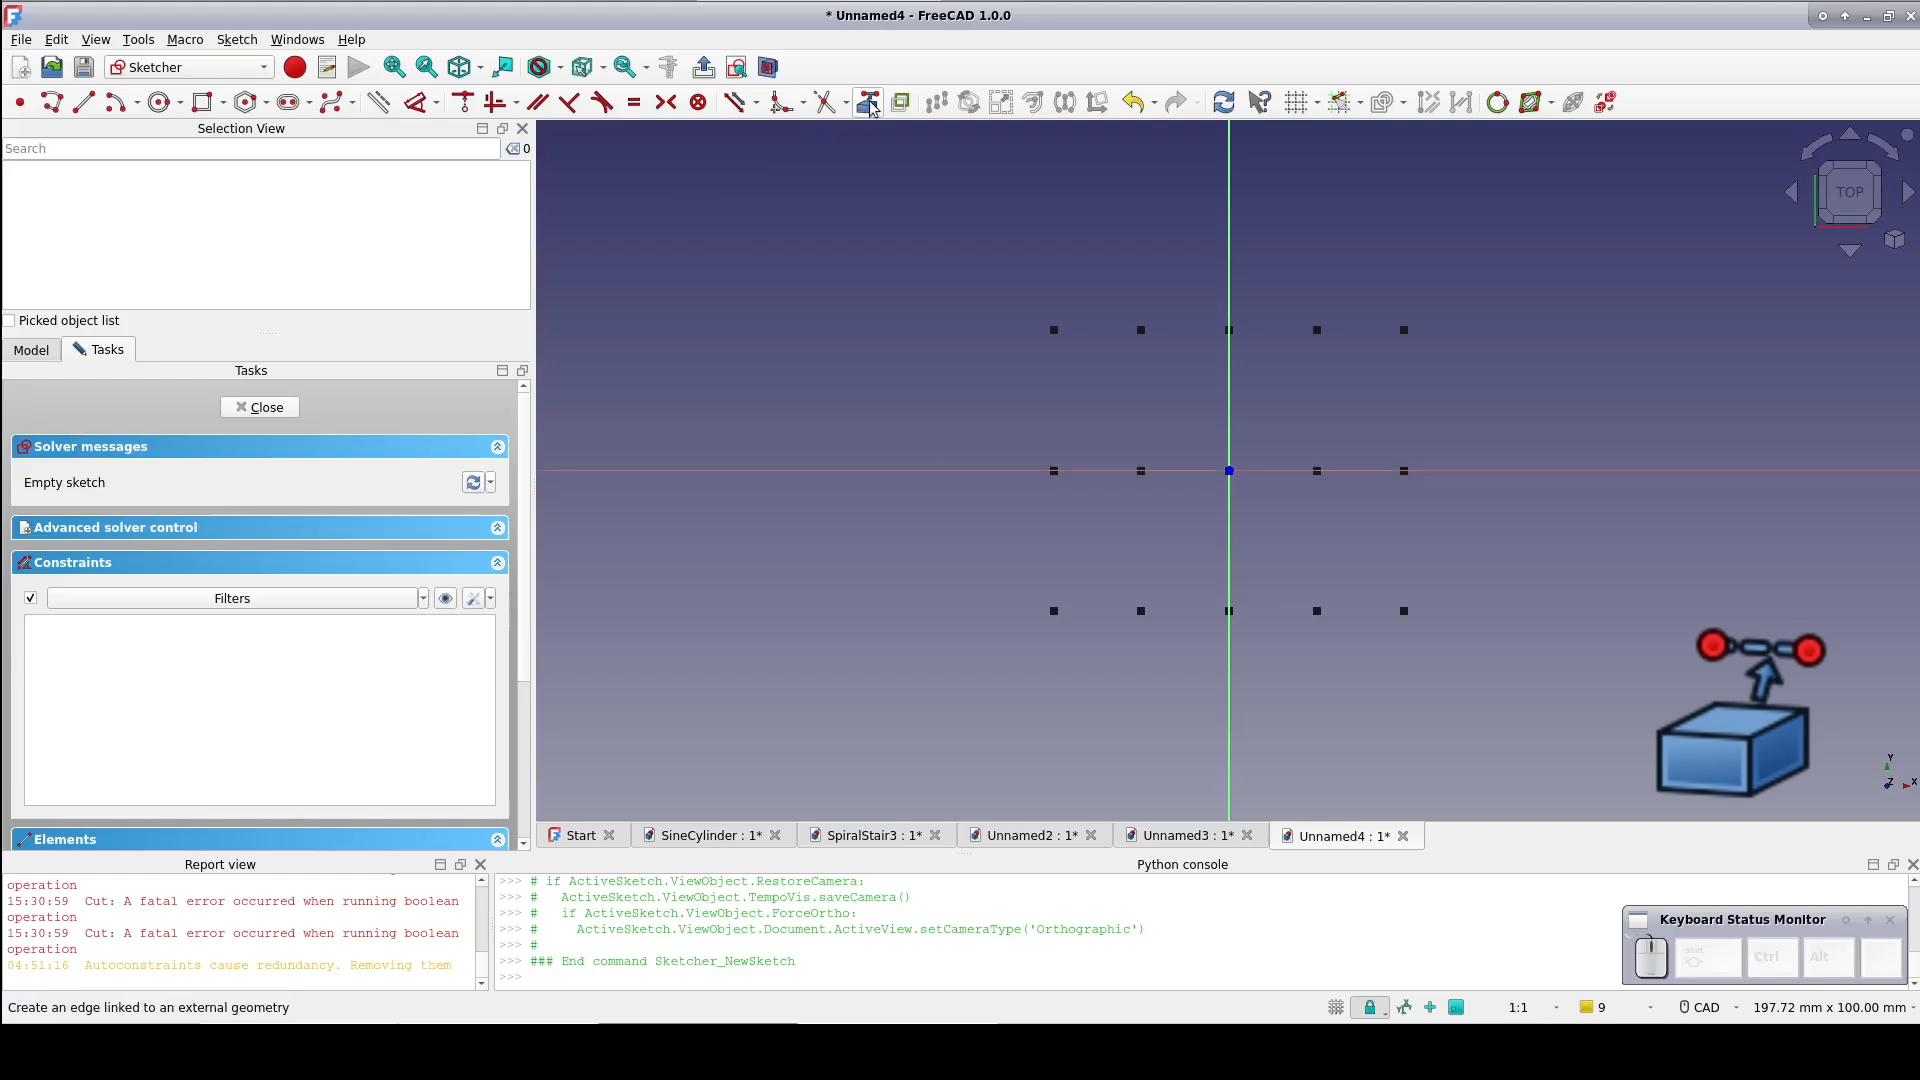 * Unnamed4 - FreeCAD 1.0.0
File Edit View Tools Macro Sketch Windows Help
Sketcher
Selection View
Search
0
Picked object list
Model Tasks
Tasks
Close
Solver messages
Empty sketch
Advanced solver control
Constraints
Filters
Elements
TOP
Y
Z X
Start SineCylinder : 1* SpiralStair3 : 1* Unnamed2 : 1* Unnamed3 : 1* Unnamed4 : 1*
Report view
operation
15:30:59 Cut: A fatal error occurred when running boolean
operation
15:30:59 Cut: A fatal error occurred when running boolean
operation
04:51:16 Autoconstraints cause redundancy. Removing them
Python console
>>> # if ActiveSketch.ViewObject.RestoreCamera:
>>> #   ActiveSketch.ViewObject.TempoVis.saveCamera()
>>> #   if ActiveSketch.ViewObject.ForceOrtho:
>>> #     ActiveSketch.ViewObject.Document.ActiveView.setCameraType('Orthographic')
>>> #
>>> ### End command Sketcher_NewSketch
>>>
Keyboard Status Monitor
Shift
Ctrl Alt
Create an edge linked to an external geometry
1:1 9 CAD 197.72 mm x 100.00 mm